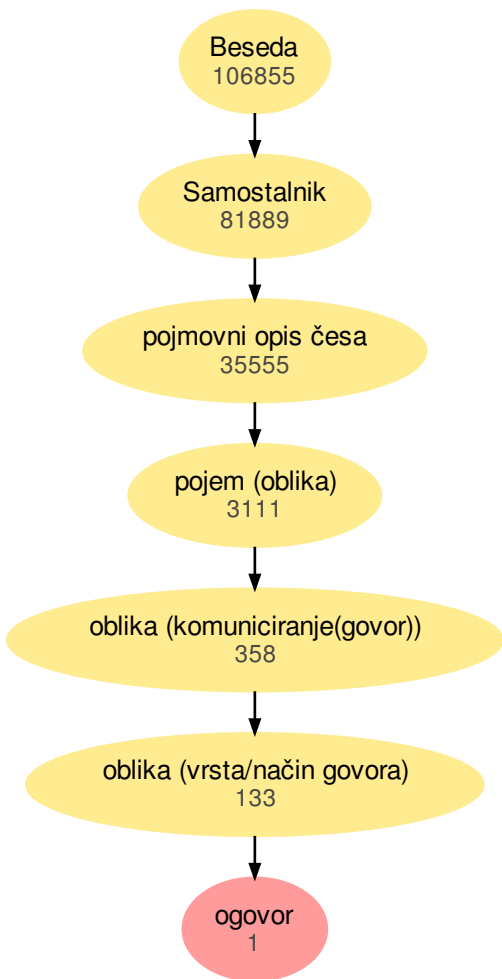 Beseda
106855
Samostalnik
81889
pojmovni opis česa
35555
pojem (oblika)
3111
oblika (komuniciranje(govor))
358
oblika (vrsta/način govora)
133
ogovor
1